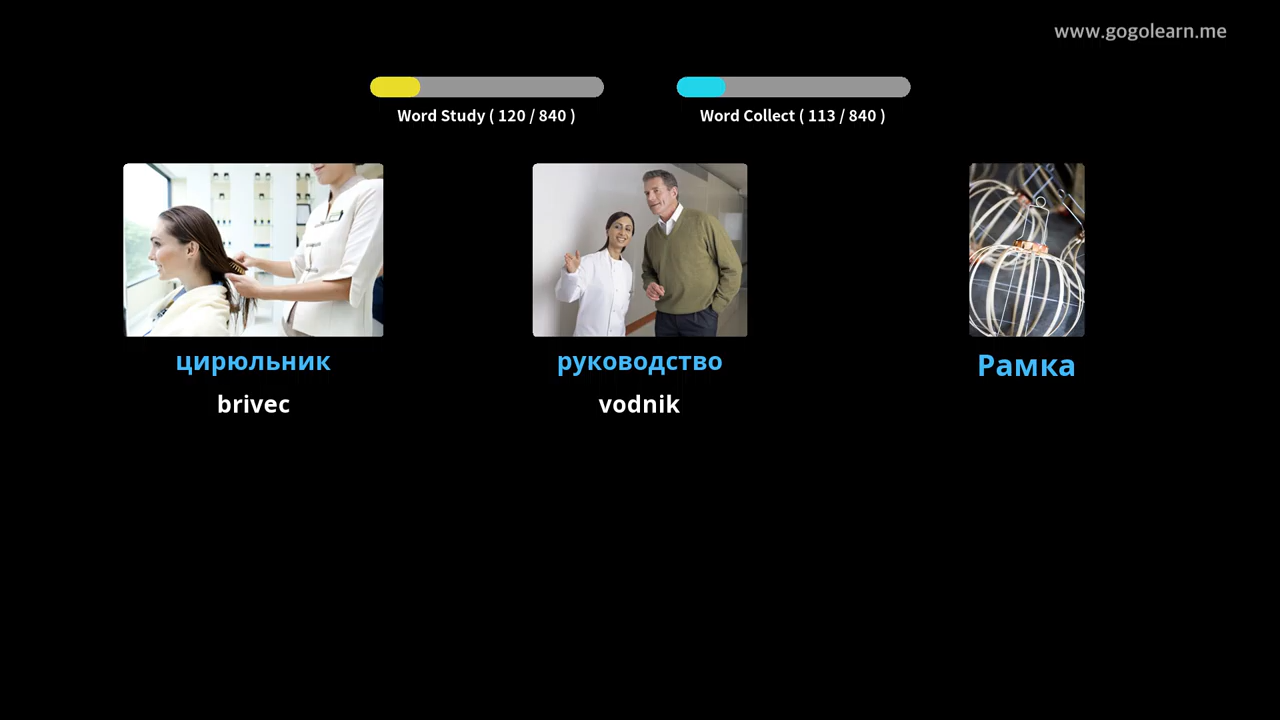 www.gogolearn.me
Word Study ( 120 / 840 )
Word Collect ( 113 / 840 )
цирюльник
руководство
Рамка
brivec
vodnik